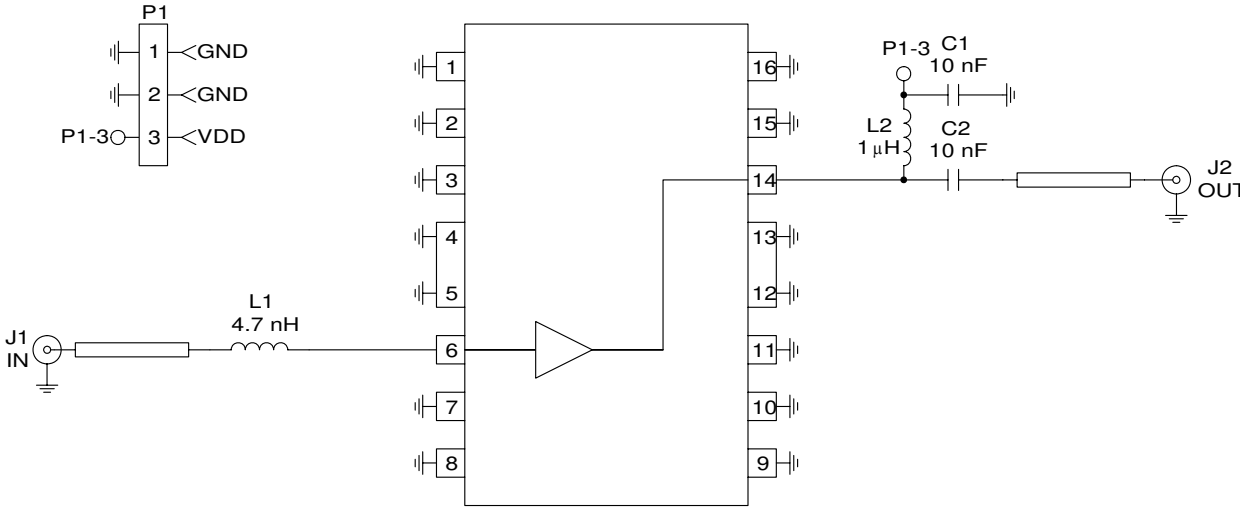 P1
1 GND
2 GND
P1-3 3 VDD
1
2
3
4
5
6
7
8
16
15
14
13
12
11
10
9
J1
IN
L1
4.7 nH
P1-3
C1
10 nF
L2
1 μH
C2
10 nF
J2
OUT